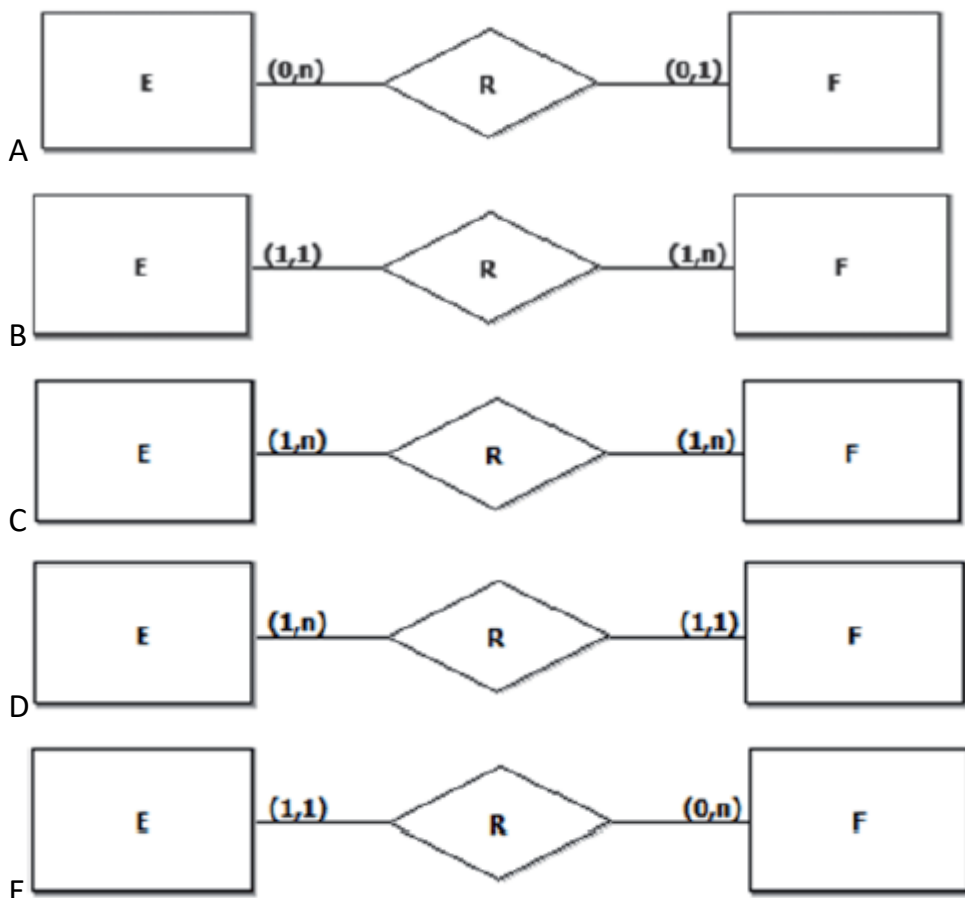 E (0,n) R (0,1) F
A
E (1,1) R (1,n) F
B
E (1,n) R (1,n) F
C
E (1,n) R (1,1) F
D
E (1,1) R (0,n) F
E